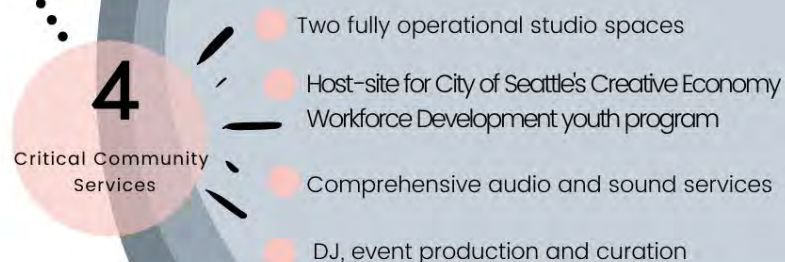 4
Critical Community
Services
Two fully operational studio spaces
Host-site for City of Seattle's Creative Economy
Workforce Development youth program
Comprehensive audio and sound services
DJ, event production and curation